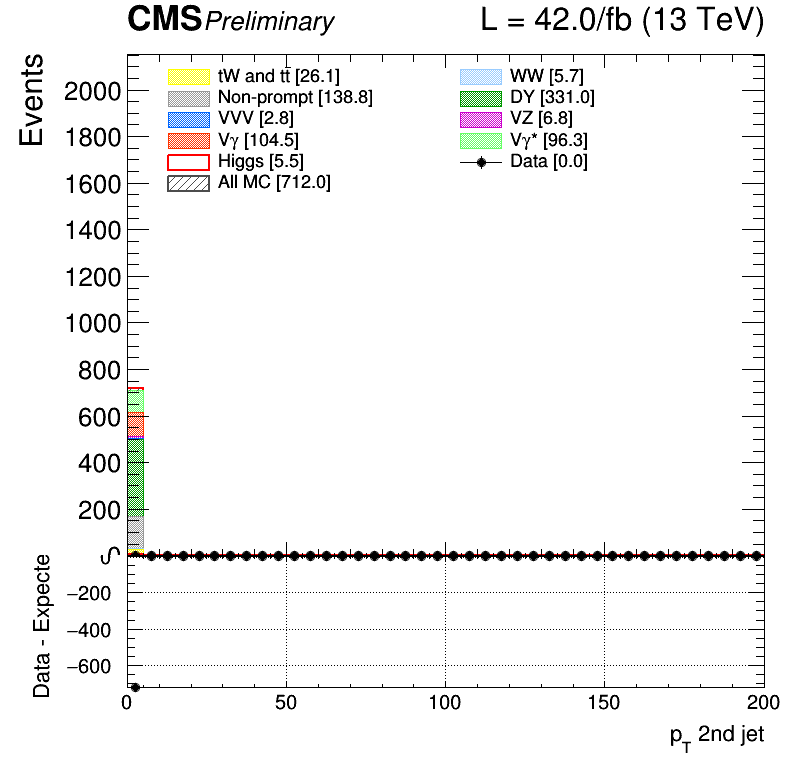 CMS Preliminary L = 42.0/fb (13 TeV)
Events
2000
1800
1600
1400
1200
1000
800
600
400
200
0
tW and tt̄ [26.1]
Non-prompt [138.8]
VVV [2.8]
Vγ [104.5]
Higgs [5.5]
All MC [712.0]
WW [5.7]
DY [331.0]
VZ [6.8]
Vγ* [96.3]
Data [0.0]
Data - Expecte
0
−200
−400
−600
0 50 100 150 200
p_T 2nd jet